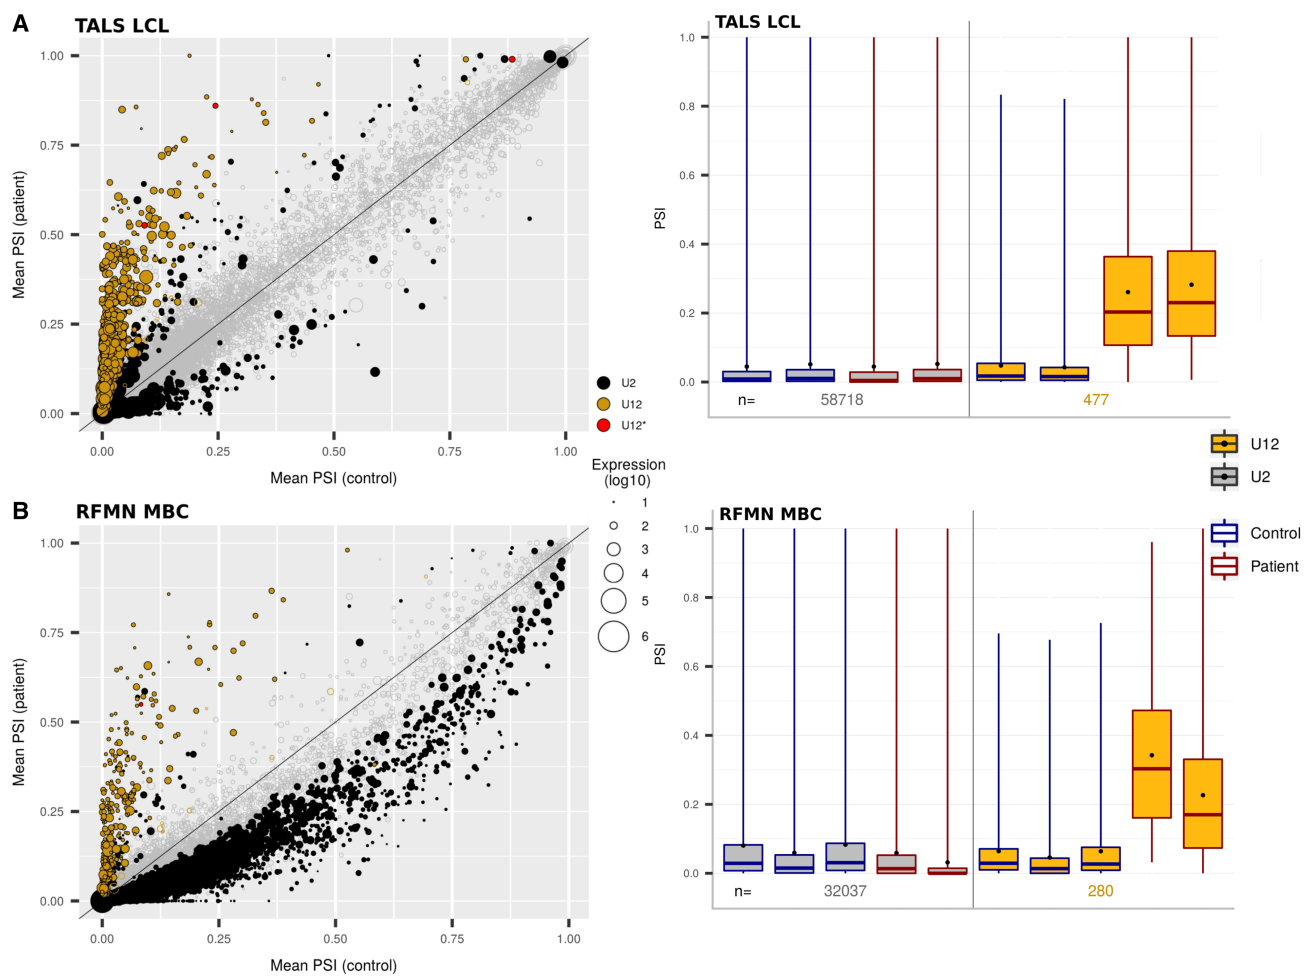 A
TALS LCL
1.00
0.75
0.50
0.25
0.00
Mean PSI (patient)
0.00 0.25 0.50 0.75 1.00
Mean PSI (control)
TALS LCL
1.0
0.8
0.6
0.4
0.2
0.0
PSI
n= 58718 477
U2
U12
U12*
Expression
(log10)
1
2
3
4
5
6
U12
U2
Control
Patient
B
RFMN MBC
1.00
0.75
0.50
0.25
0.00
Mean PSI (patient)
0.00 0.25 0.50 0.75 1.00
Mean PSI (control)
RFMN MBC
1.0
0.8
0.6
0.4
0.2
0.0
PSI
n= 32037 280